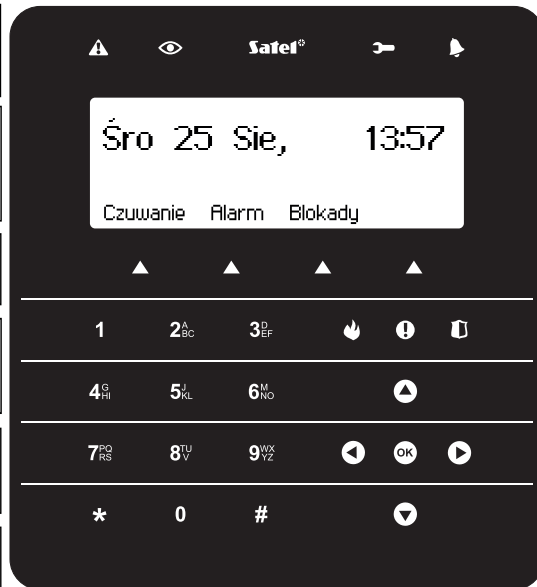 Satel
Śro 25 Sie, 13:57
Czuwanie Alarm Blokady
1 2ABC 3DEF
4GHI 5JKL 6MNO
7PQRS 8TUV 9WXYZ OK
* 0 #